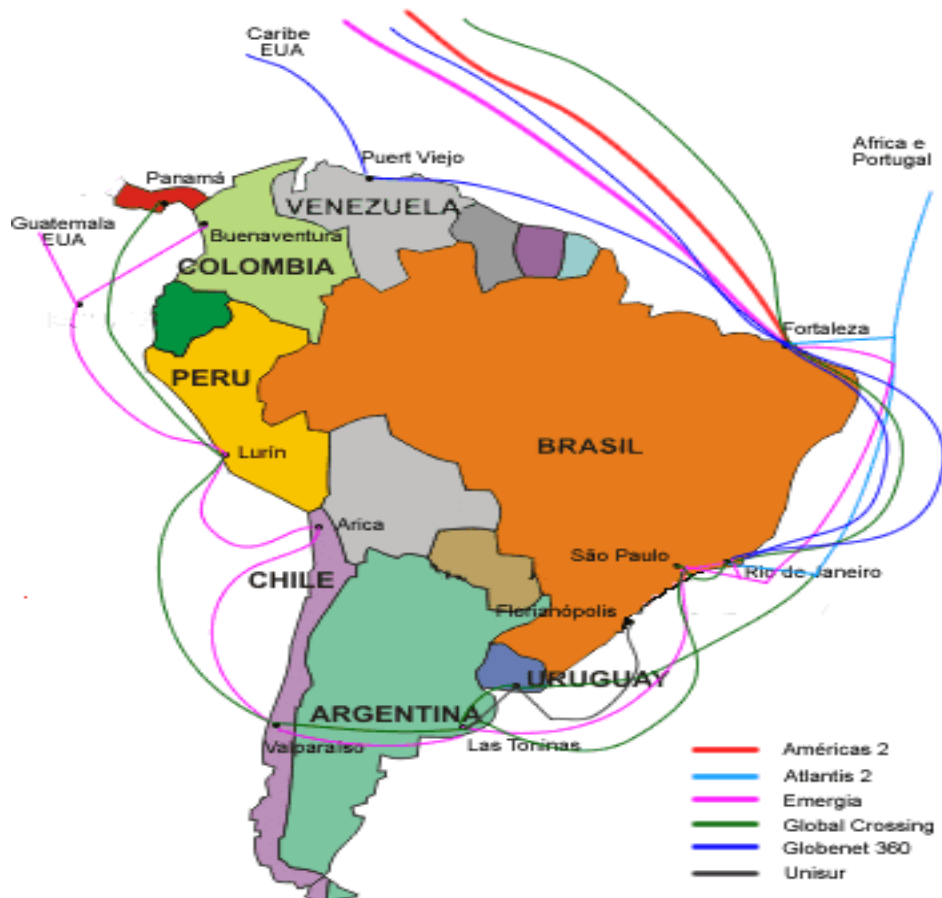 Caribe
EUA
Africa e
Portugal
Puert Viejo
Panamá
VENEZUELA
Guatemala
EUA
Buenaventura
COLOMBIA
Fortaleza
PERU
BRASIL
Lurín
Arica
São Paulo
CHILE
Rio de Janeiro
Florianópolis
URUGUAY
ARGENTINA
Valparaíso
Las Toninas
Américas 2
Atlantis 2
Emergia
Global Crossing
Globenet 360
Unisur